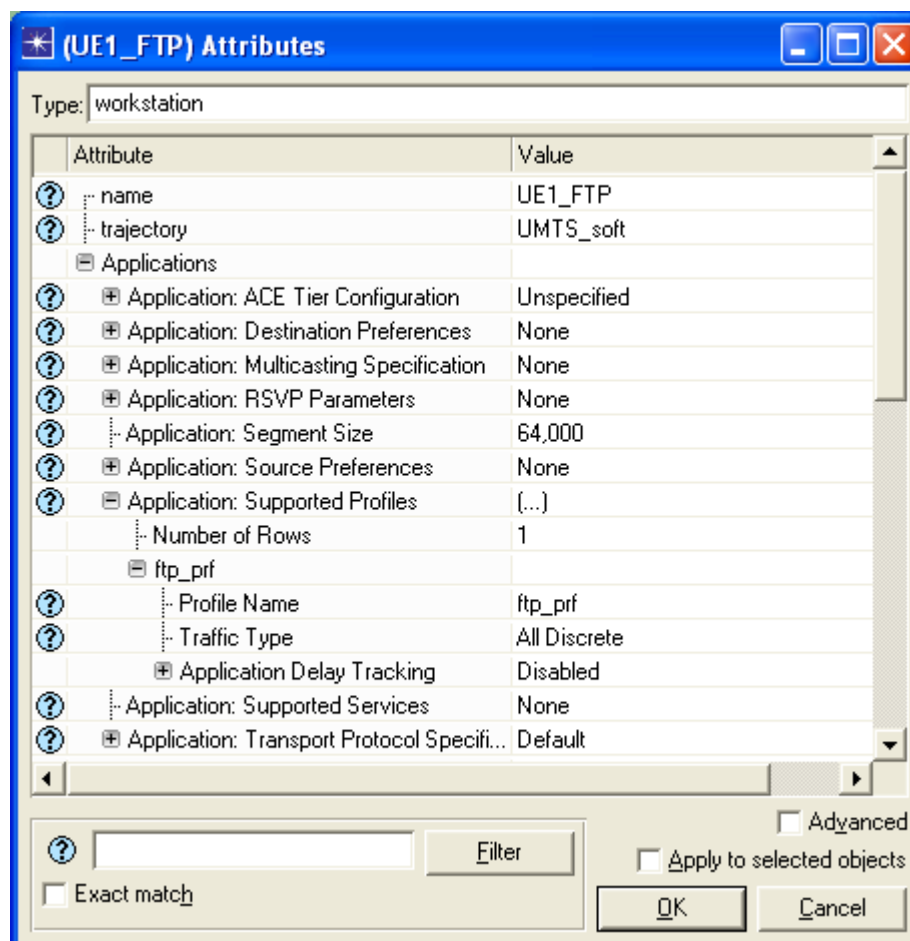 (UE1_FTP) Attributes
Type: workstation
Attribute Value
name UE1_FTP
trajectory UMTS_soft
Applications
Application: ACE Tier Configuration Unspecified
Application: Destination Preferences None
Application: Multicasting Specification None
Application: RSVP Parameters None
Application: Segment Size 64,000
Application: Source Preferences None
Application: Supported Profiles (...)
Number of Rows 1
ftp_prf
Profile Name ftp_prf
Traffic Type All Discrete
Application Delay Tracking Disabled
Application: Supported Services None
Application: Transport Protocol Specifi... Default
Advanced
Filter
Apply to selected objects
Exact match
OK Cancel